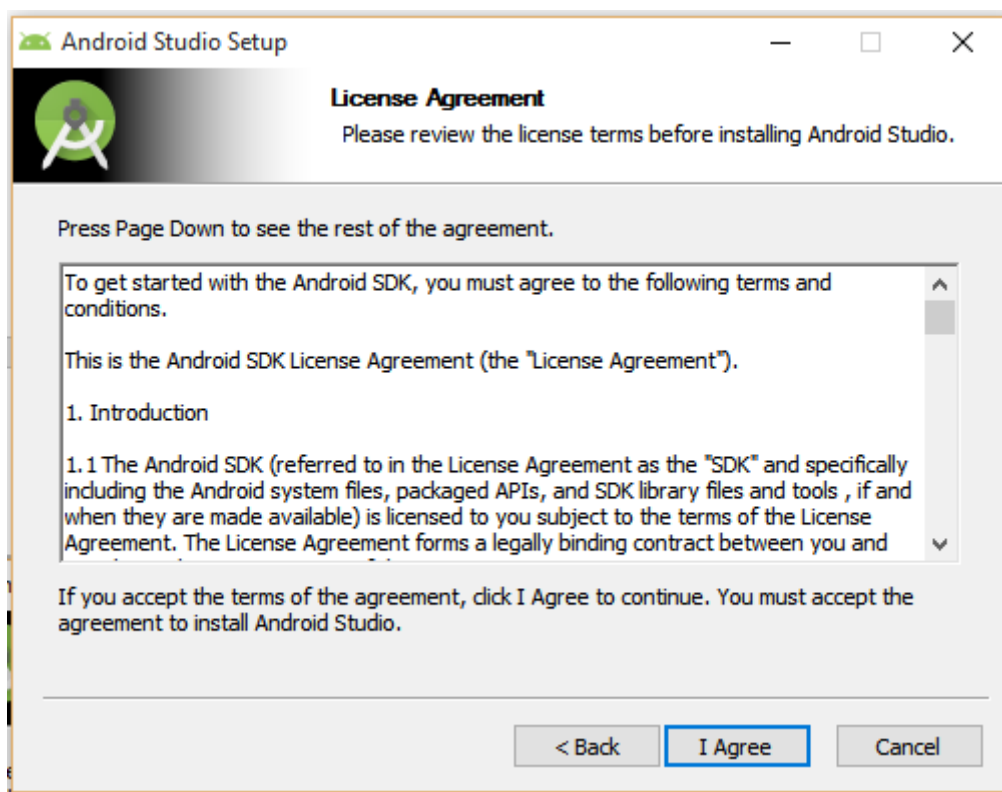 Android Studio Setup
License Agreement
Please review the license terms before installing Android Studio.
Press Page Down to see the rest of the agreement.
To get started with the Android SDK, you must agree to the following terms and
conditions.
This is the Android SDK License Agreement (the "License Agreement").
1. Introduction
1.1 The Android SDK (referred to in the License Agreement as the "SDK" and specifically
including the Android system files, packaged APIs, and SDK library files and tools , if and
when they are made available) is licensed to you subject to the terms of the License
Agreement. The License Agreement forms a legally binding contract between you and
If you accept the terms of the agreement, click I Agree to continue. You must accept the
agreement to install Android Studio.
< Back
I Agree
Cancel